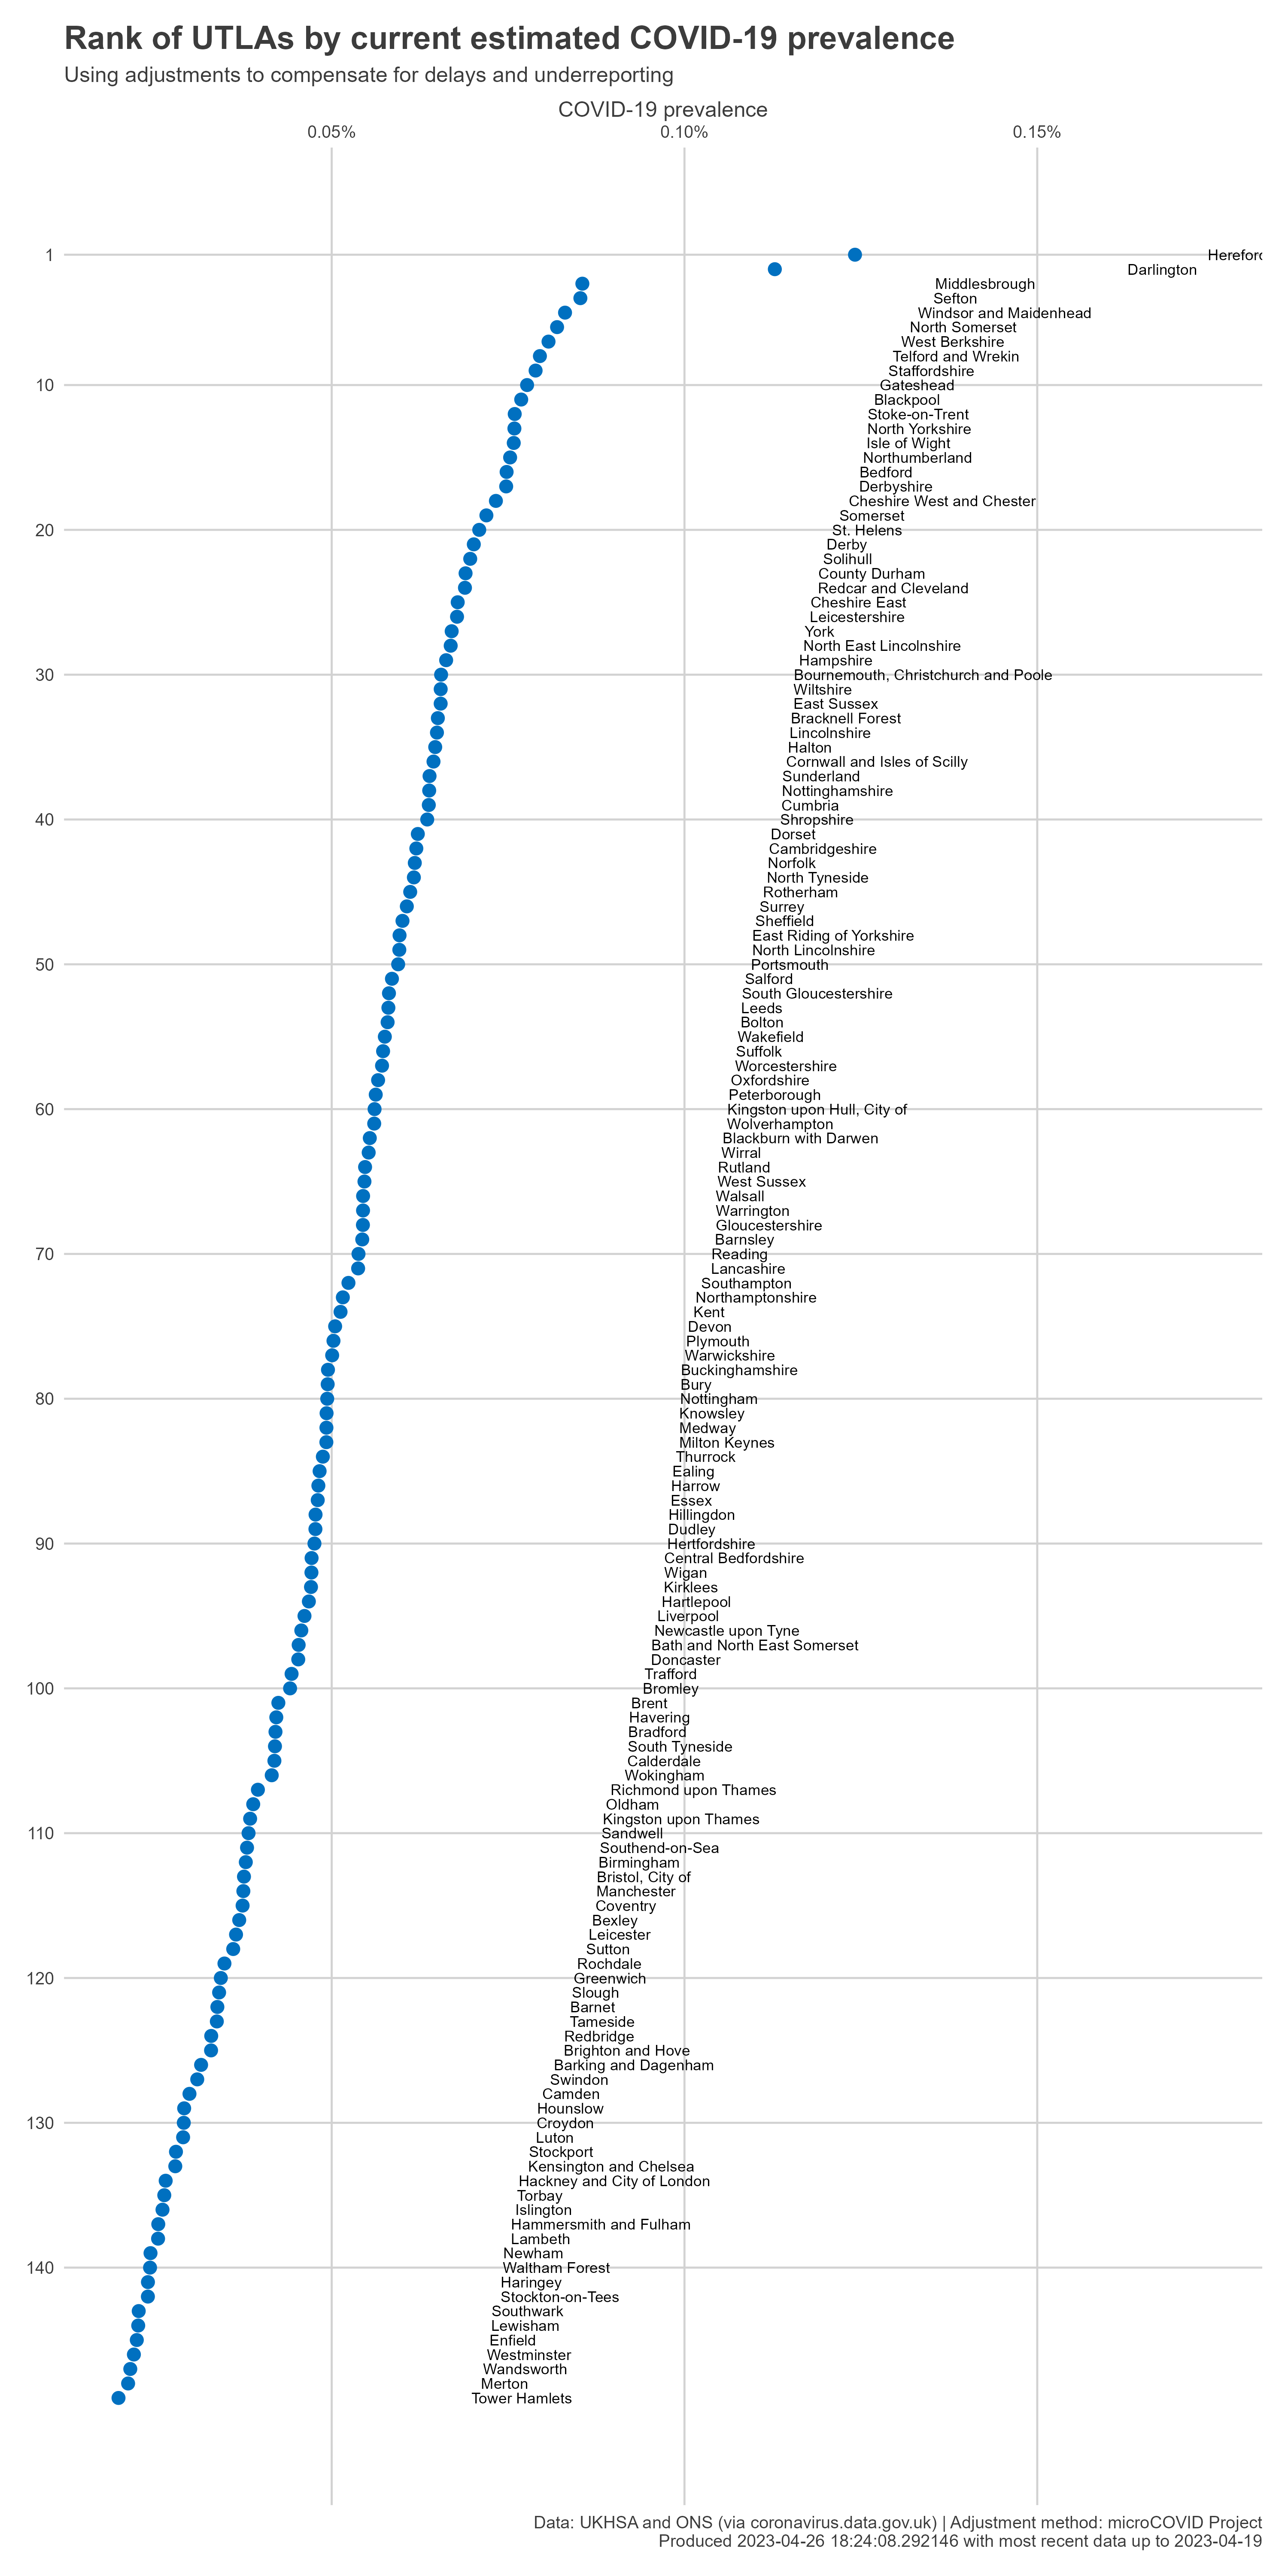 Rank of UTLAs by current estimated COVID-19 prevalence
Using adjustments to compensate for delays and underreporting
COVID-19 prevalence
0.05% 0.10% 0.15%
1 Hereford
Darlington
Middlesbrough
Sefton
Windsor and Maidenhead
North Somerset
West Berkshire
Telford and Wrekin
Staffordshire
10 Gateshead
Blackpool
Stoke-on-Trent
North Yorkshire
Isle of Wight
Northumberland
Bedford
Derbyshire
Cheshire West and Chester
Somerset
20 St. Helens
Derby
Solihull
County Durham
Redcar and Cleveland
Cheshire East
Leicestershire
York
North East Lincolnshire
Hampshire
30 Bournemouth, Christchurch and Poole
Wiltshire
East Sussex
Bracknell Forest
Lincolnshire
Halton
Cornwall and Isles of Scilly
Sunderland
Nottinghamshire
Cumbria
40 Shropshire
Dorset
Cambridgeshire
Norfolk
North Tyneside
Rotherham
Surrey
Sheffield
East Riding of Yorkshire
North Lincolnshire
50 Portsmouth
Salford
South Gloucestershire
Leeds
Bolton
Wakefield
Suffolk
Worcestershire
Oxfordshire
Peterborough
60 Kingston upon Hull, City of
Wolverhampton
Blackburn with Darwen
Wirral
Rutland
West Sussex
Walsall
Warrington
Gloucestershire
Barnsley
70 Reading
Lancashire
Southampton
Northamptonshire
Kent
Devon
Plymouth
Warwickshire
Buckinghamshire
Bury
80 Nottingham
Knowsley
Medway
Milton Keynes
Thurrock
Ealing
Harrow
Essex
Hillingdon
Dudley
90 Hertfordshire
Central Bedfordshire
Wigan
Kirklees
Hartlepool
Liverpool
Newcastle upon Tyne
Bath and North East Somerset
Doncaster
Trafford
100 Bromley
Brent
Havering
Bradford
South Tyneside
Calderdale
Wokingham
Richmond upon Thames
Oldham
Kingston upon Thames
110 Sandwell
Southend-on-Sea
Birmingham
Bristol, City of
Manchester
Coventry
Bexley
Leicester
Sutton
Rochdale
120 Greenwich
Slough
Barnet
Tameside
Redbridge
Brighton and Hove
Barking and Dagenham
Swindon
Camden
Hounslow
130 Croydon
Luton
Stockport
Kensington and Chelsea
Hackney and City of London
Torbay
Islington
Hammersmith and Fulham
Lambeth
Newham
140 Waltham Forest
Haringey
Stockton-on-Tees
Southwark
Lewisham
Enfield
Westminster
Wandsworth
Merton
Tower Hamlets
Data: UKHSA and ONS (via coronavirus.data.gov.uk) | Adjustment method: microCOVID Project
Produced 2023-04-26 18:24:08.292146 with most recent data up to 2023-04-19